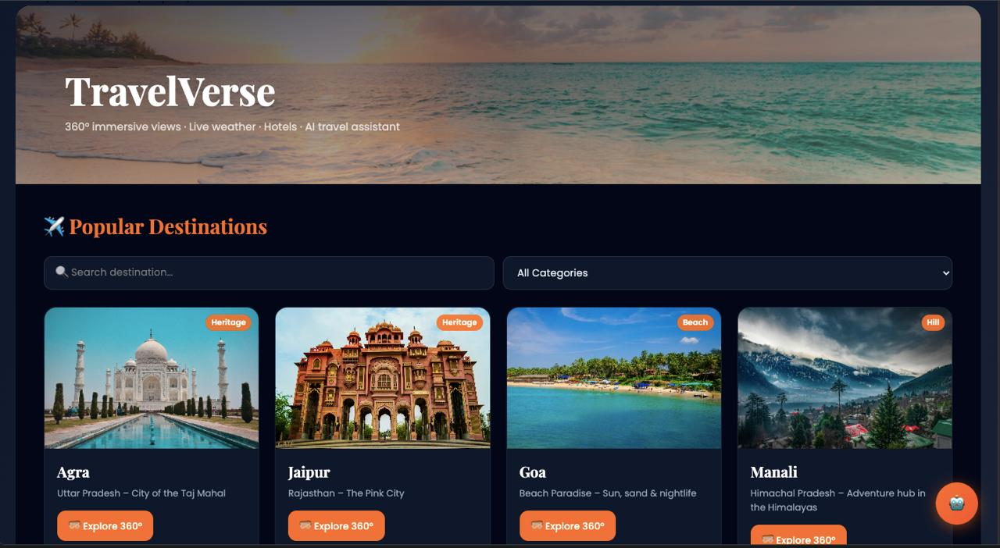 TravelVerse
360° immersive views · Live weather · Hotels · AI travel assistant
✈️ Popular Destinations
🔍 Search destination...
All Categories
Heritage
Heritage
Beach
Hill
Agra
Uttar Pradesh – City of the Taj Mahal
Explore 360°
Jaipur
Rajasthan – The Pink City
Explore 360°
Goa
Beach Paradise – Sun, sand & nightlife
Explore 360°
Manali
Himachal Pradesh – Adventure hub in
the Himalayas
Explore 360°